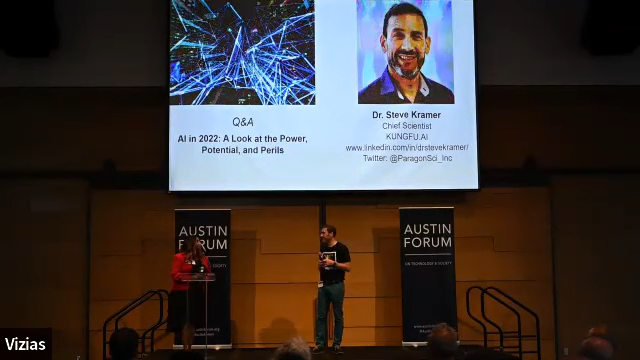 Q&A
AI in 2022: A Look at the Power,
Potential, and Perils
Dr. Steve Kramer
Chief Scientist
KUNGFU.AI
www.linkedin.com/in/drstevekramer/
Twitter: @ParagonSci_Inc
AUSTIN
FORUM
AUSTIN
FORUM
ON TECHNOLOGY & SOCIETY
Vizias